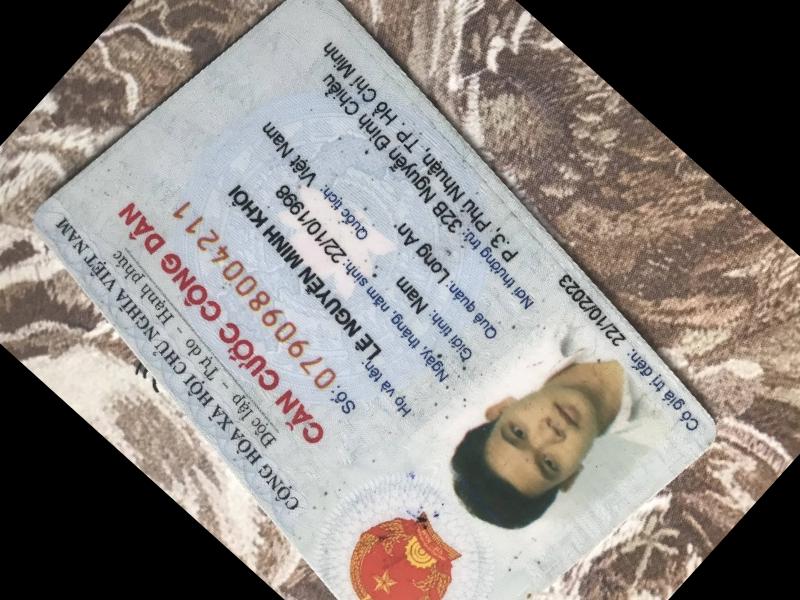 CỘNG HÒA XÃ HỘI CHỦ NGHĨA VIỆT NAM
Độc lập - Tự do - Hạnh phúc
CĂN CƯỚC CÔNG DÂN
Số: 079098004211
Họ và tên: LÊ NGUYỄN MINH KHÔI
Ngày, tháng, năm sinh: 22/10/1998
Giới tính: Nam Quốc tịch: Việt Nam
Quê quán: Long An
Nơi thường trú: 32B Nguyễn Đình Chiểu
P.3, Phú Nhuận, TP Hồ Chí Minh
Có giá trị đến: 22/10/2023